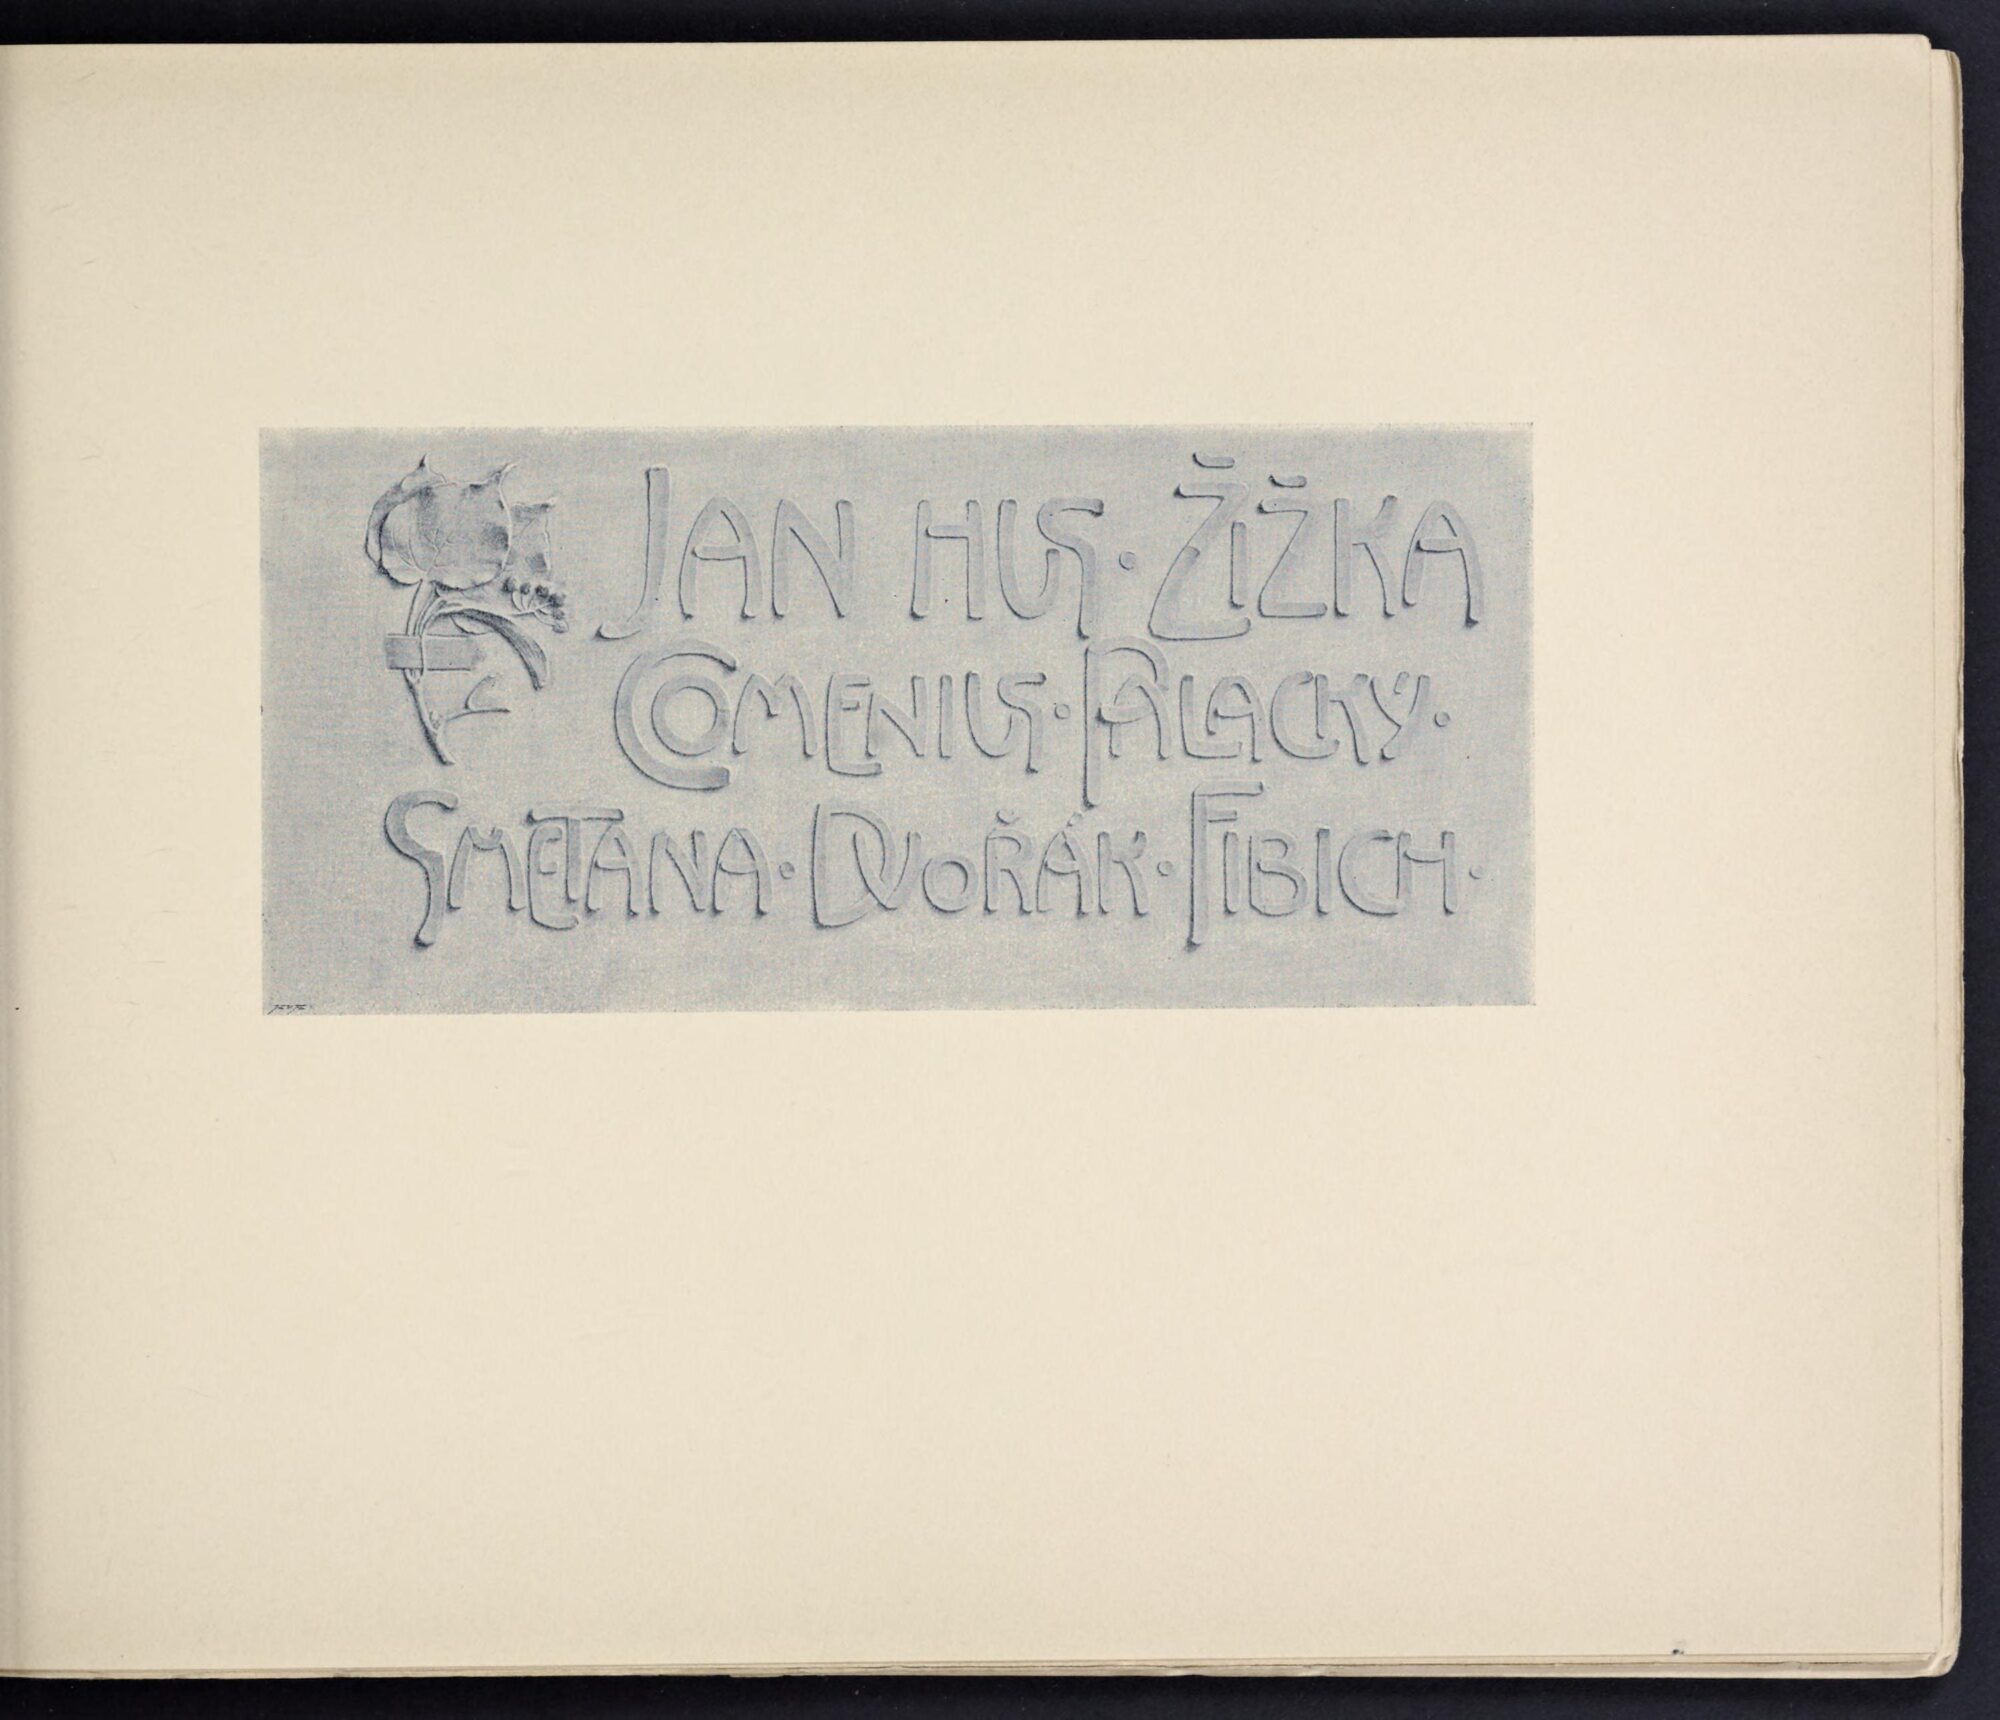 JAN HUS · ŽIŽKA
COMENIUS · PALACKÝ ·
SMETANA · DVOŘÁK · FIBICH ·